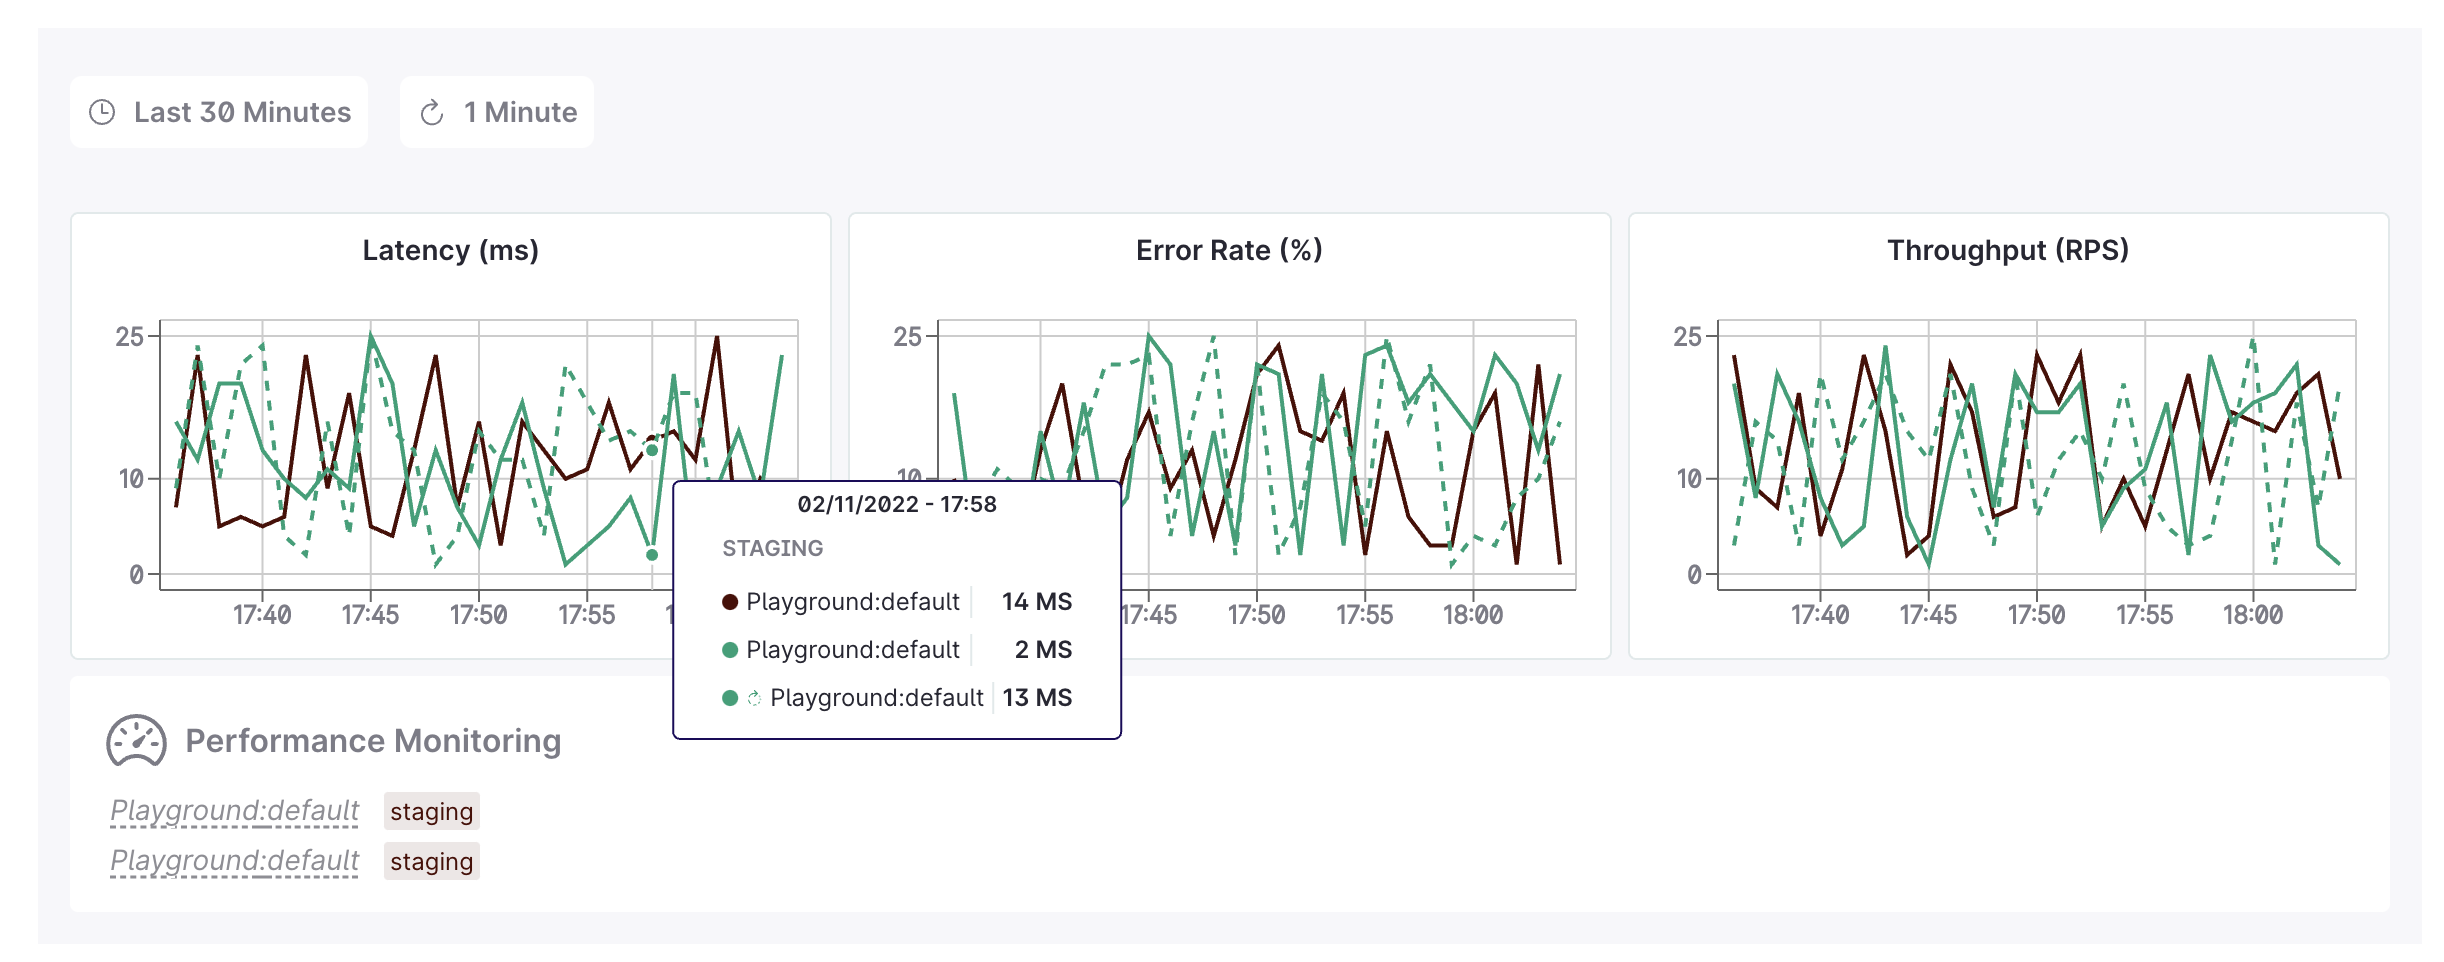 Last 30 Minutes
1 Minute
Latency (ms)
25
10
0
17:40 17:45 17:50 17:55
Error Rate (%)
25
10
17:45 17:50 17:55 18:00
Throughput (RPS)
25
10
0
17:40 17:45 17:50 17:55 18:00
02/11/2022 - 17:58
STAGING
Playground:default 14 MS
Playground:default 2 MS
Playground:default 13 MS
Performance Monitoring
Playground:default staging
Playground:default staging